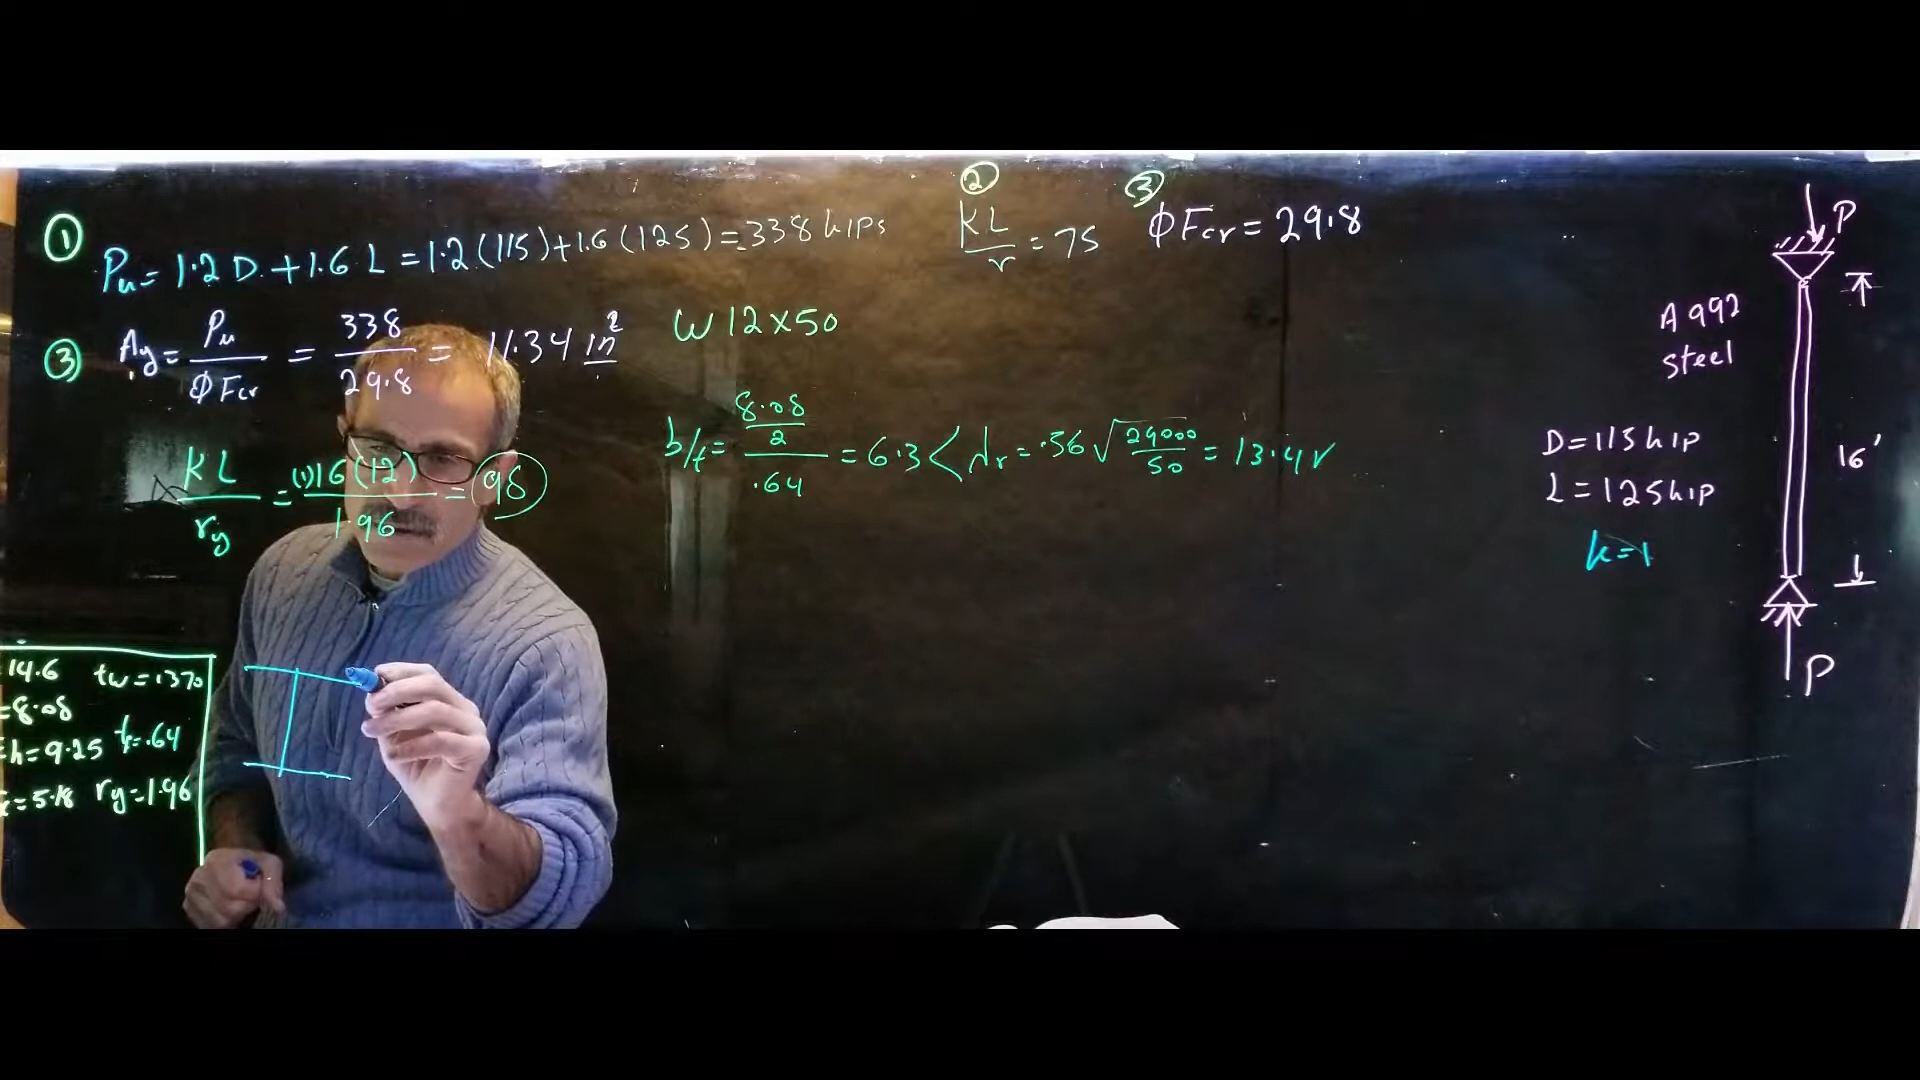 ① Pu = 1.2 D + 1.6 L = 1.2 (115) + 1.6 (125) = 338 kips
② KL/r = 75
③ ϕFcr = 29.8
③ Ag = Pu/ϕFcr = 338/29.8 = 11.34 in²
W 12 x 50
b/t = (8.08/2)/.64 = 6.3 < λr = .56 √(29000/50) = 13.4 ✓
KL/ry = (1)16(12)/1.96 = 98
14.6 tw = .370
= 8.08
h = 9.25 tf = .64
= 5.18 ry = 1.96
P
A992
steel
D = 115 kip
L = 125 kip
k = 1
16'
P